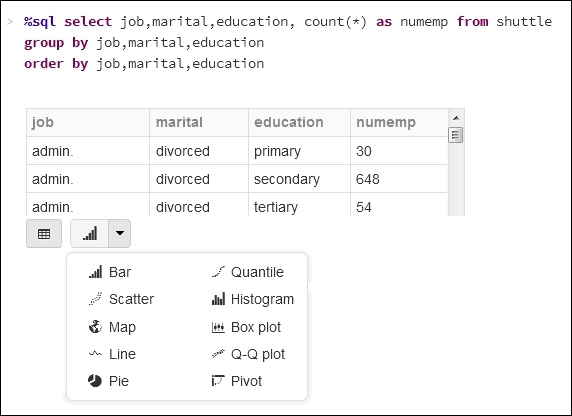 > %sql select job,marital,education, count(*) as numemp from shuttle
group by job,marital,education
order by job,marital,education
job marital education numemp
admin. divorced primary 30
admin. divorced secondary 648
admin. divorced tertiary 54
Bar Quantile
Scatter Histogram
Map Box plot
Line Q-Q plot
Pie Pivot